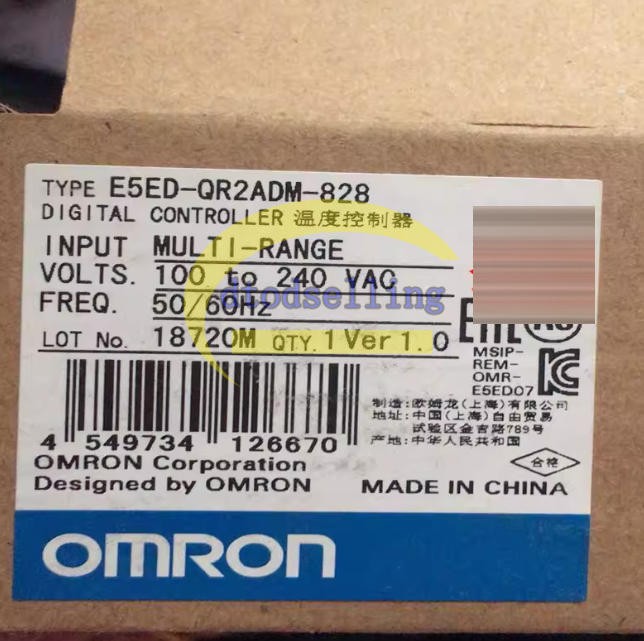 TYPE E5ED-QR2ADM-828
DIGITAL CONTROLLER 温度控制器
INPUT MULTI-RANGE
VOLTS. 100 to 240 VAC
FREQ. 50/60Hz
dtodselling
LOT No. 18720M QTY. 1 Ver 1.0
EAC
MSIP-
REM-
OMR-
E5ED07
制造:欧姆龙(上海)有限公司
地址:中国(上海)自由贸易
试验区金吉路789号
产地:中华人民共和国
4 549734 126670
OMRON Corporation
Designed by OMRON
合格
MADE IN CHINA
OMRON